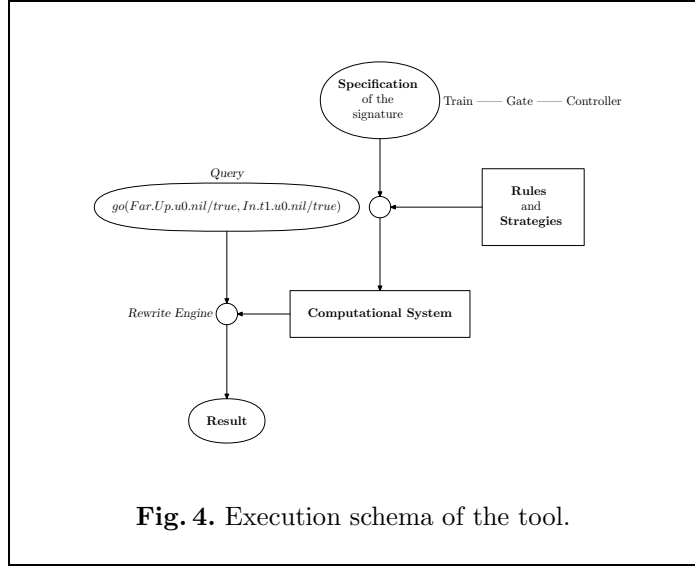 Specification
of the
signature
Train —— Gate —— Controller
Query
go(Far.Up.u0.nil/true, In.t1.u0.nil/true)
Rules
and
Strategies
Rewrite Engine
Computational System
Result
Fig. 4. Execution schema of the tool.